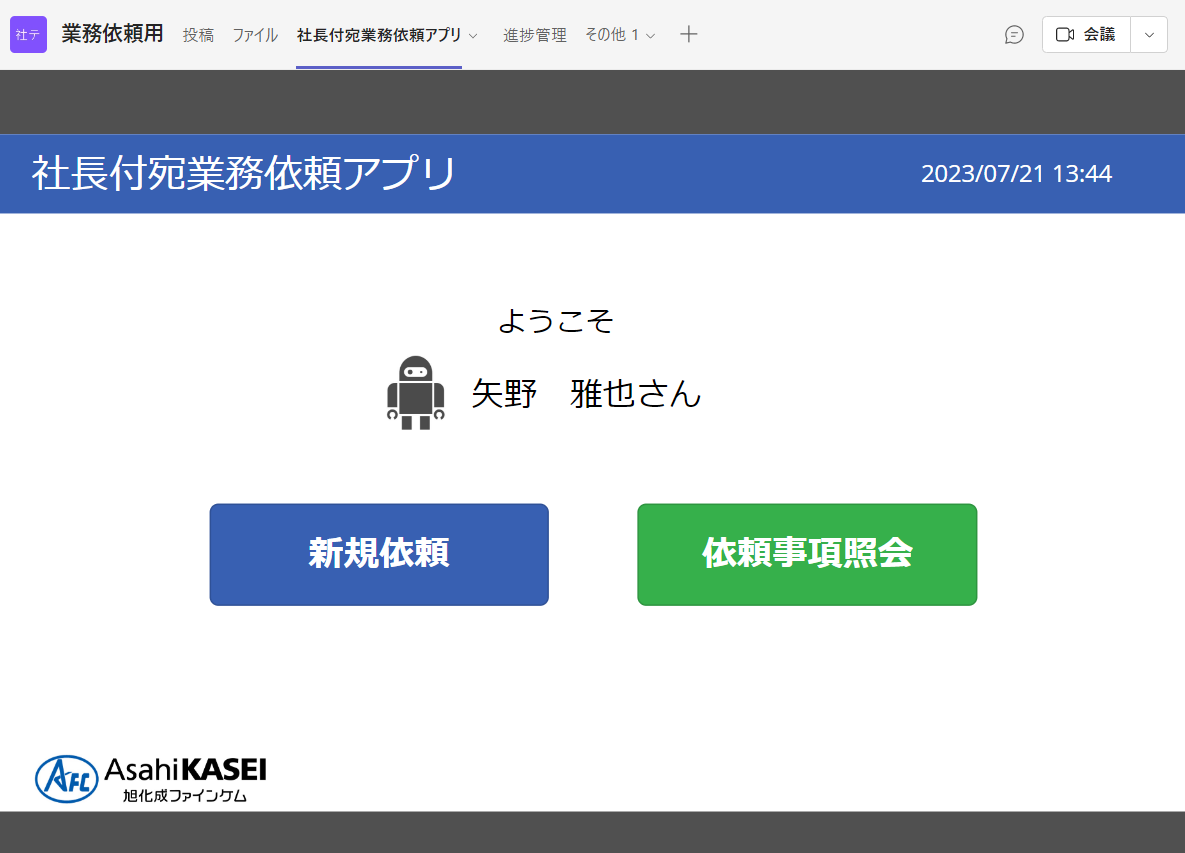 社テ 業務依頼用 投稿 ファイル 社長付宛業務依頼アプリ 進捗管理 その他 1 会議
社長付宛業務依頼アプリ 2023/07/21 13:44
ようこそ
矢野　雅也さん
新規依頼 依頼事項照会
AFC AsahiKASEI
旭化成ファインケム